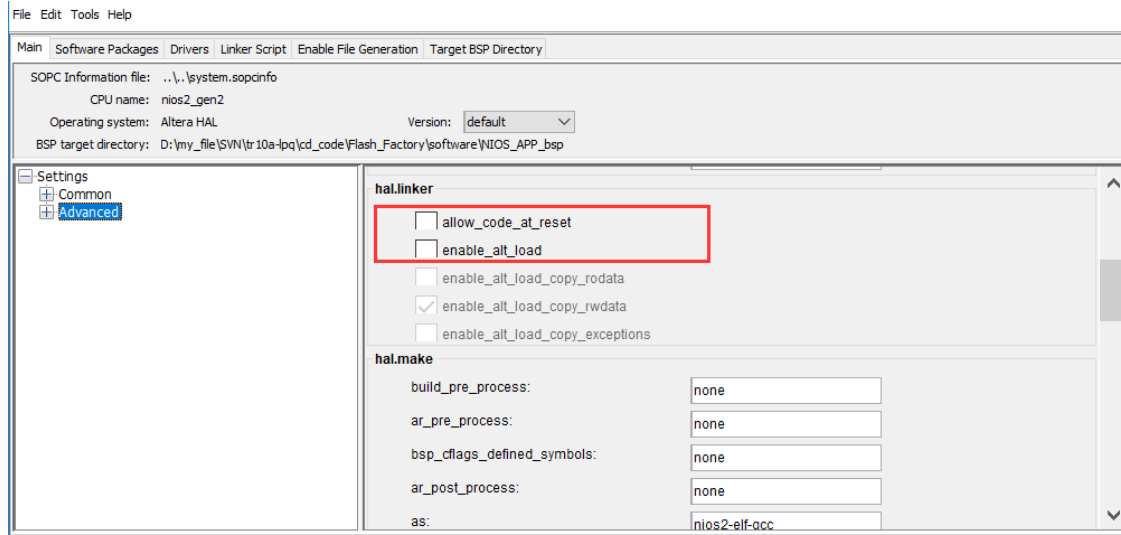 File Edit Tools Help
Main Software Packages Drivers Linker Script Enable File Generation Target BSP Directory
SOPC Information file: ..\..\system.sopcinfo
CPU name: nios2_gen2
Operating system: Altera HAL Version: default
BSP target directory: D:\my_file\SVN\tr10a-lpq\cd_code\Flash_Factory\software\NIOS_APP_bsp
Settings
Common
Advanced
hal.linker
allow_code_at_reset
enable_alt_load
enable_alt_load_copy_rodata
enable_alt_load_copy_rwdata
enable_alt_load_copy_exceptions
hal.make
build_pre_process: none
ar_pre_process: none
bsp_cflags_defined_symbols: none
ar_post_process: none
as: nios2-elf-gcc